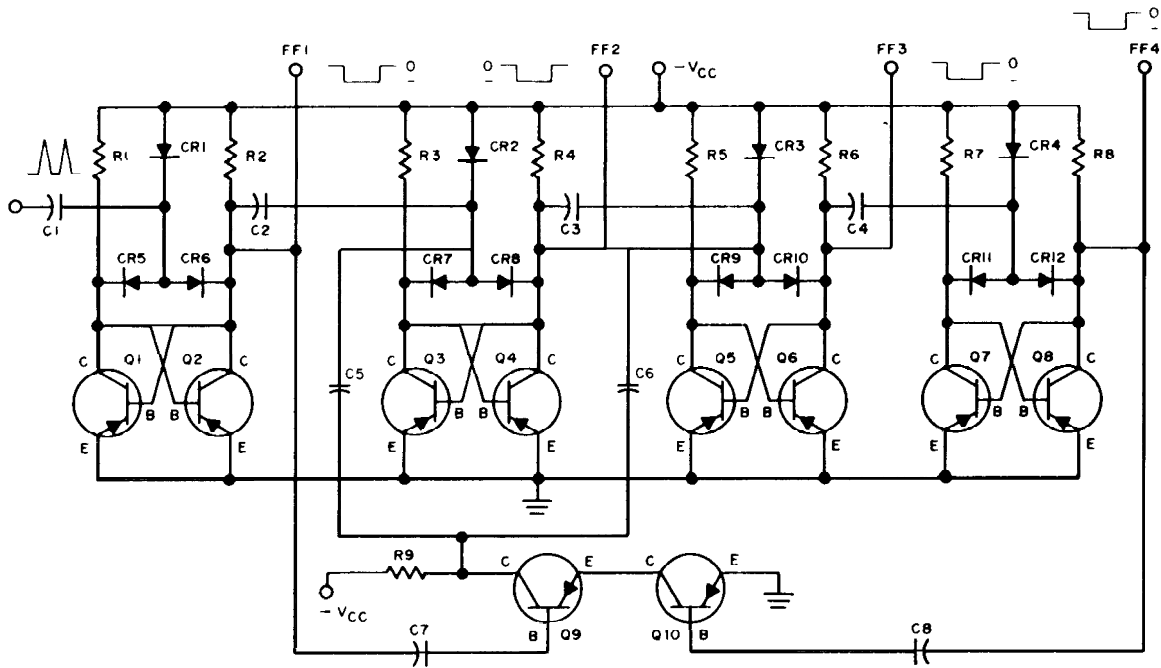 0
-
FF1 0 - 0 - FF2 -VCC FF3 0 - FF4
R1 CR1 R2 R3 CR2 R4 R5 CR3 R6 R7 CR4 R8
C1 C2 C3 C4
CR5 CR6 CR7 CR8 CR9 CR10 CR11 CR12
C Q1 Q2 C C Q3 Q4 C C Q5 Q6 C C Q7 Q8 C
C5 C6
B B B B B B B B
E E E E E E E E
R9 C E C E
-VCC
C7 B Q9 Q10 B C8